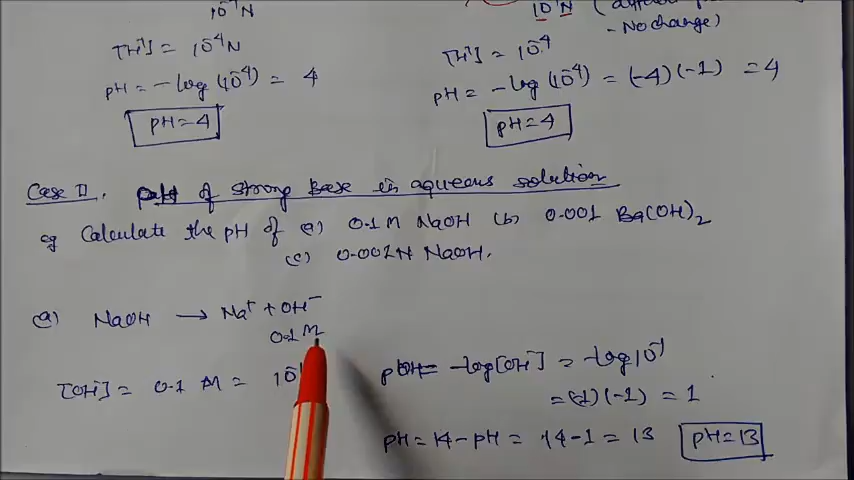 10⁻⁴N
10⁻⁴N
- No change)
[H⁺] = 10⁻⁴N
[H⁺] = 10⁻⁴
pH = -log(10⁻⁴) = 4
pH = -log(10⁻⁴) = (-4)(-1) = 4
pH = 4
pH = 4
Case II. pH of strong Base in aqueous solution
eg Calculate the pH of a) 0.1 M NaOH (b) 0.001 Ba(OH)₂
(c) 0.001N NaOH.
a) NaOH → Na⁺ + OH⁻
0.1 M
[OH⁻] = 0.1 M = 10⁻¹
pOH = -log[OH⁻] = -log10⁻¹
= (-1)(-1) = 1
pH = 14 - pH = 14 - 1 = 13
pH = 13